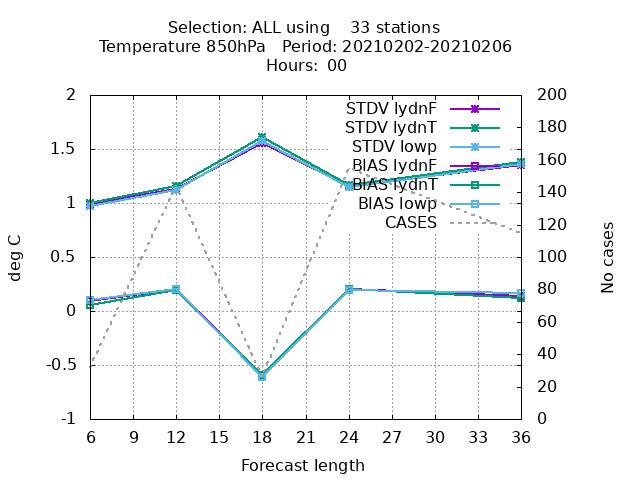 Selection: ALL using 33 stations
Temperature 850hPa Period: 20210202-20210206
Hours: 00
2
1.5
1
0.5
0
-0.5
-1
deg C
STDV lydnF
STDV lydnT
STDV lowp
BIAS lydnF
BIAS lydnT
BIAS lowp
CASES
200
180
160
140
120
100
80
60
40
20
0
No cases
6 9 12 15 18 21 24 27 30 33 36
Forecast length